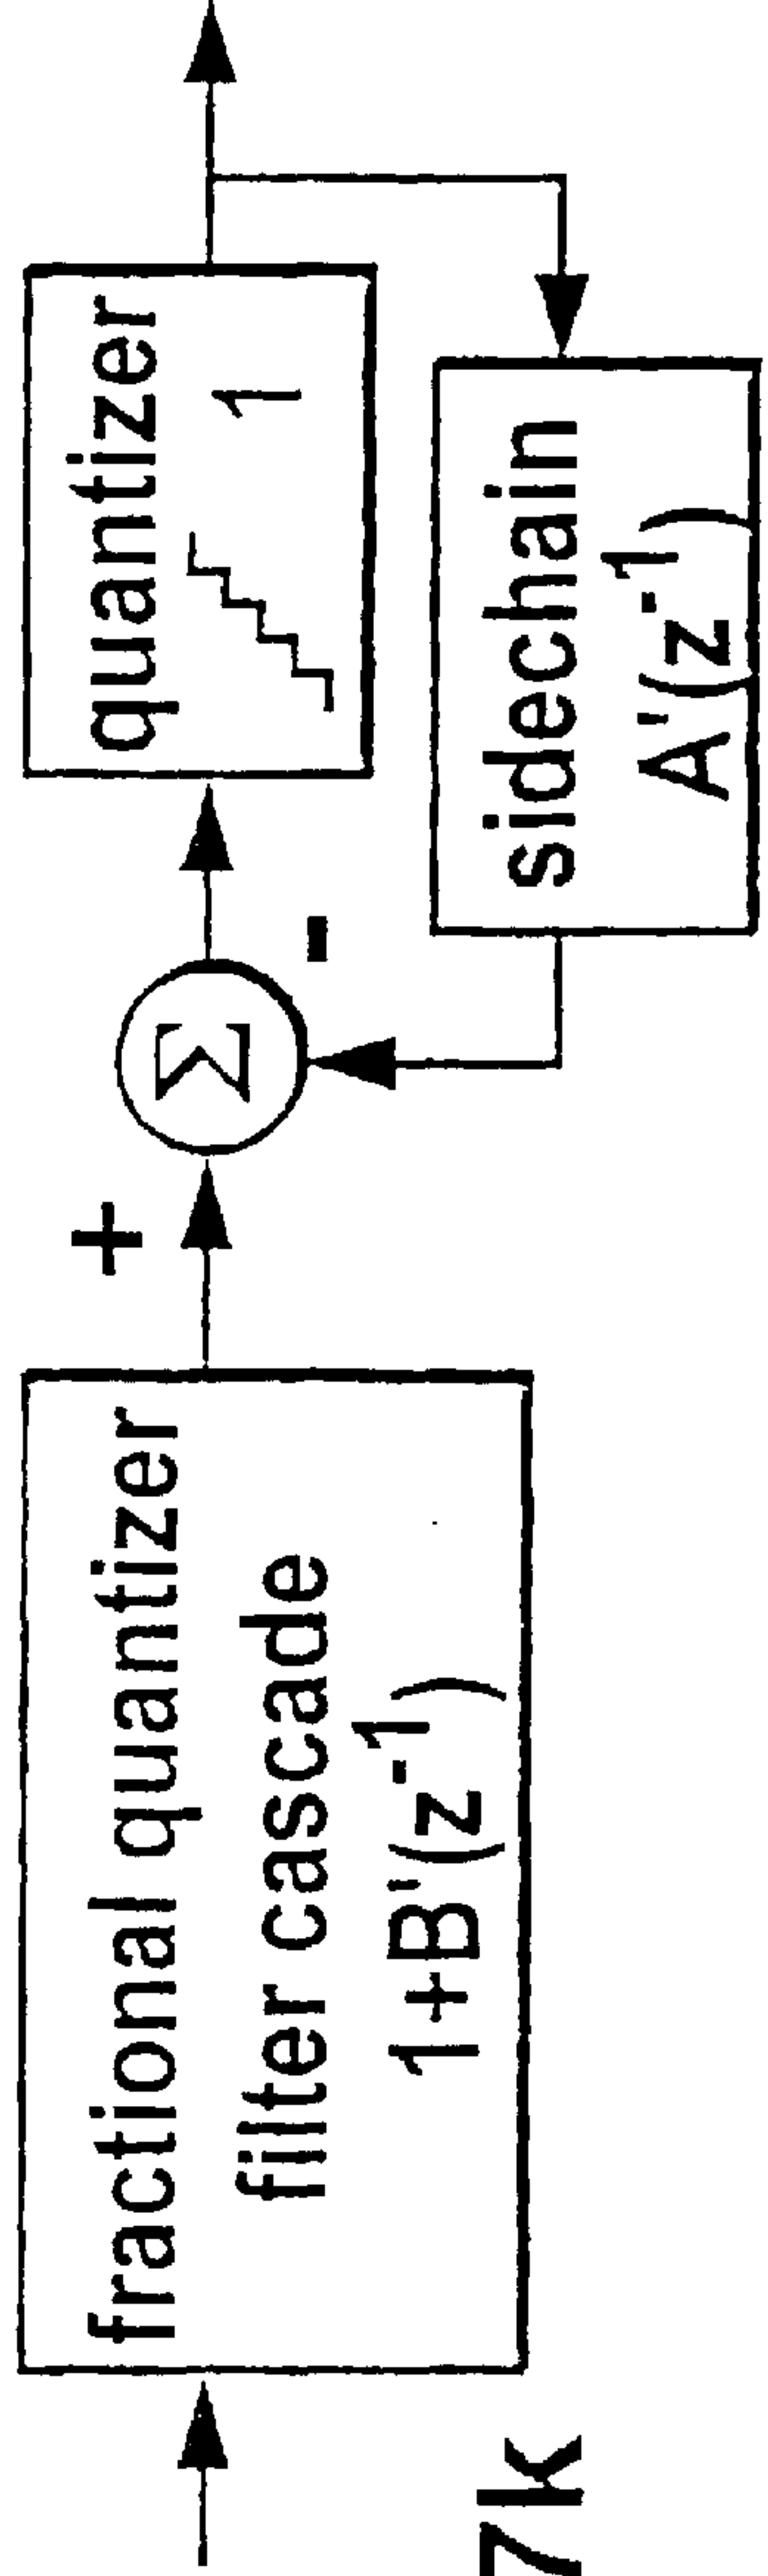 fractional quantizer
filter cascade
1+B'(z⁻¹)
+
Σ
-
quantizer
1
sidechain
A'(z⁻¹)
7k